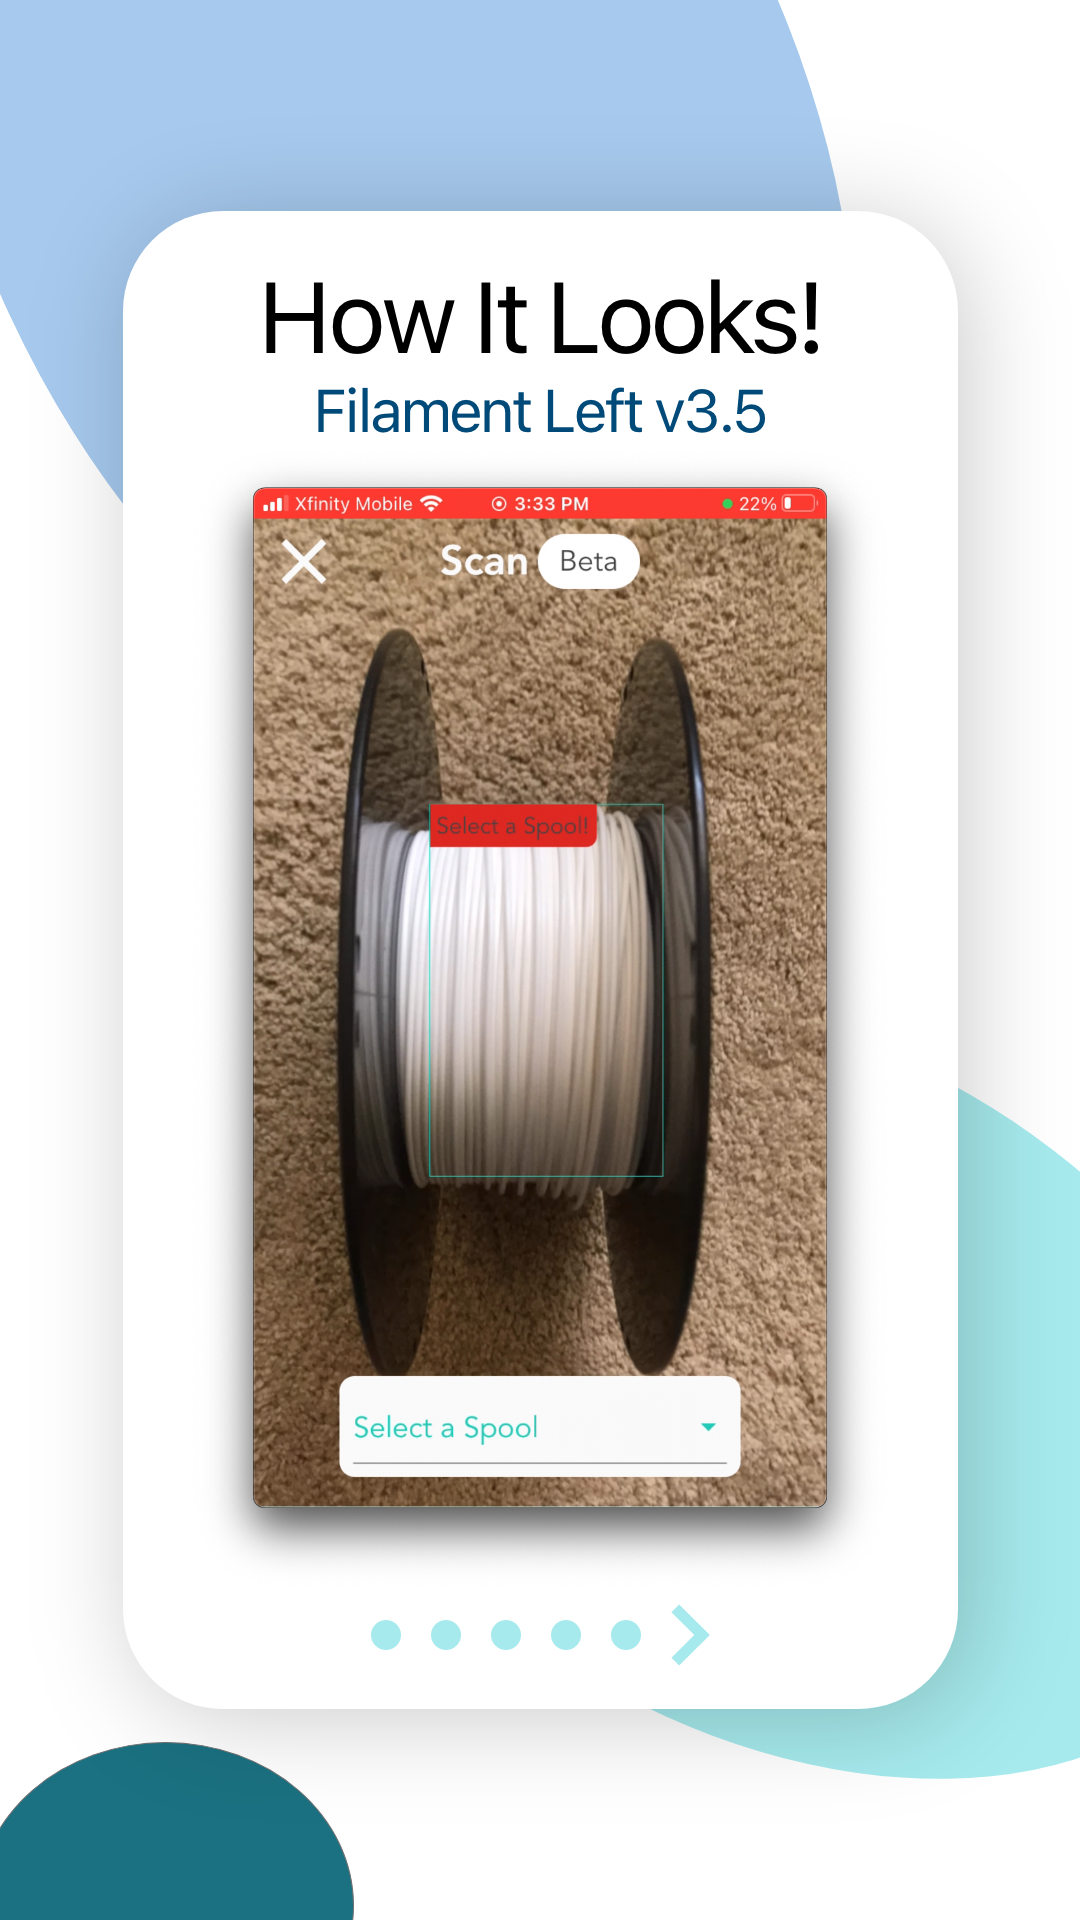 How It Looks!
Filament Left v3.5
Xfinity Mobile 3:33 PM 22%
Scan Beta
Select a Spool!
Select a Spool